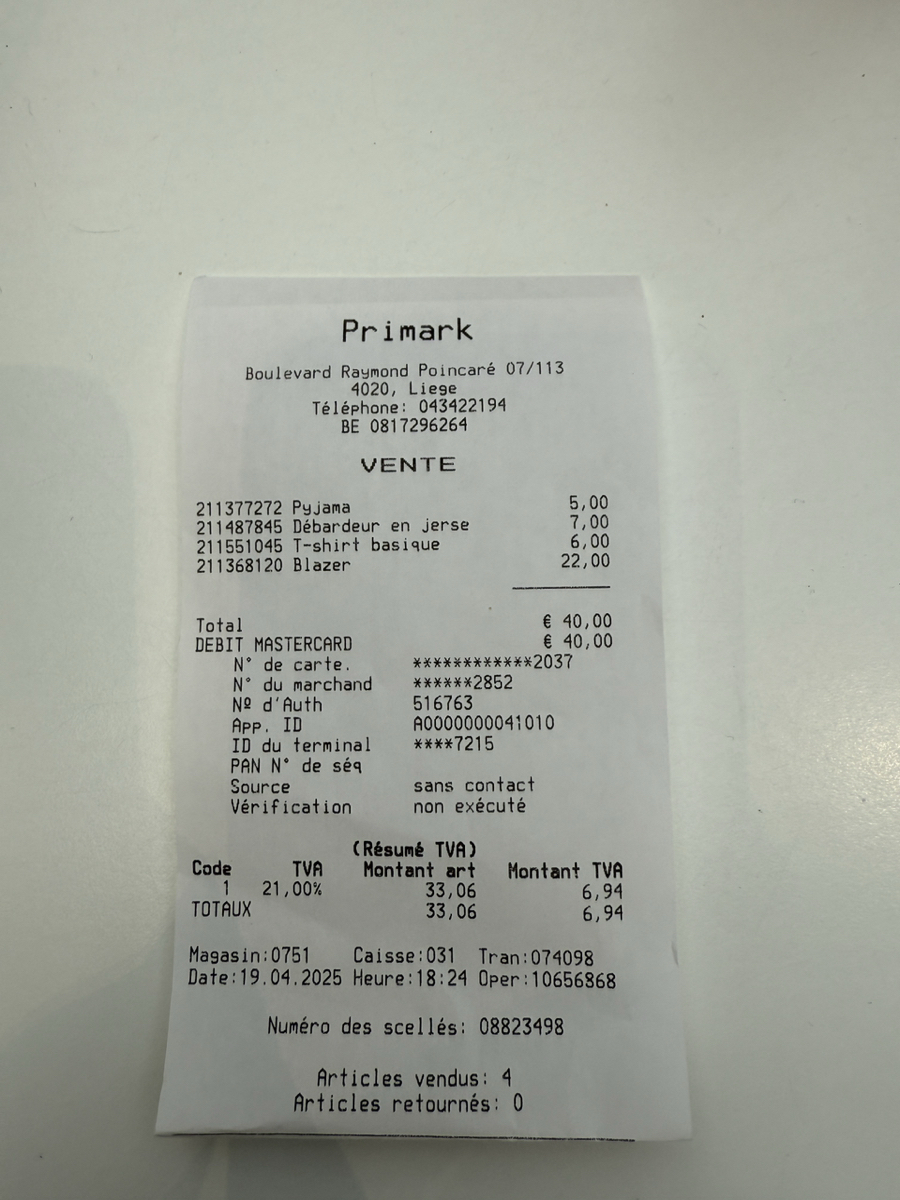 Primark
Boulevard Raymond Poincaré 07/113
4020, Liege
Téléphone: 043422194
BE 0817296264
VENTE
211377272 Pyjama 5,00
211487845 Débardeur en jerse 7,00
211551045 T-shirt basique 6,00
211368120 Blazer 22,00
Total € 40,00
DEBIT MASTERCARD € 40,00
N° de carte. ************2037
N° du marchand ******2852
Nº d'Auth 516763
App. ID A0000000041010
ID du terminal ****7215
PAN N° de séq
Source sans contact
Vérification non exécuté
(Résumé TVA)
Code TVA Montant art Montant TVA
1 21,00% 33,06 6,94
TOTAUX 33,06 6,94
Magasin:0751 Caisse:031 Tran:074098
Date:19.04.2025 Heure:18:24 Oper:10656868
Numéro des scellés: 08823498
Articles vendus: 4
Articles retournés: 0